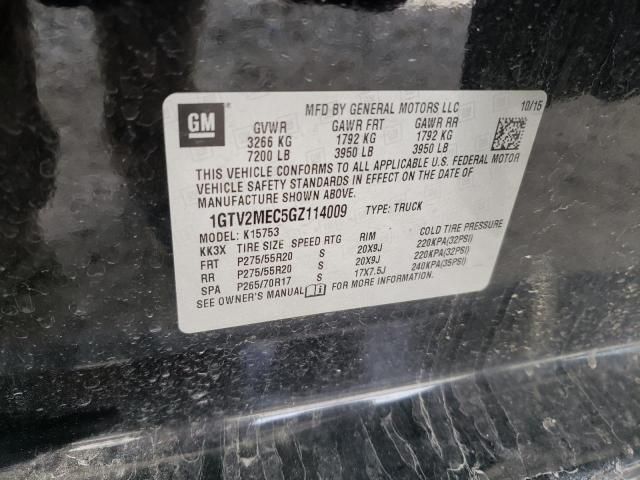 GM
MFD BY GENERAL MOTORS LLC 10/15
GVWR GAWR FRT GAWR RR
3266 KG 1792 KG 1792 KG
7200 LB 3950 LB 3950 LB
THIS VEHICLE CONFORMS TO ALL APPLICABLE U.S. FEDERAL MOTOR
VEHICLE SAFETY STANDARDS IN EFFECT ON THE DATE OF
MANUFACTURE SHOWN ABOVE.
1GTV2MEC5GZ114009 TYPE: TRUCK
MODEL: K15753
KK3X TIRE SIZE SPEED RTG RIM COLD TIRE PRESSURE
FRT P275/55R20 S 20X9J 220KPA(32PSI)
RR P275/55R20 S 20X9J 220KPA(32PSI)
SPA P265/70R17 S 17X7.5J 240KPA(35PSI)
SEE OWNER'S MANUAL FOR MORE INFORMATION.